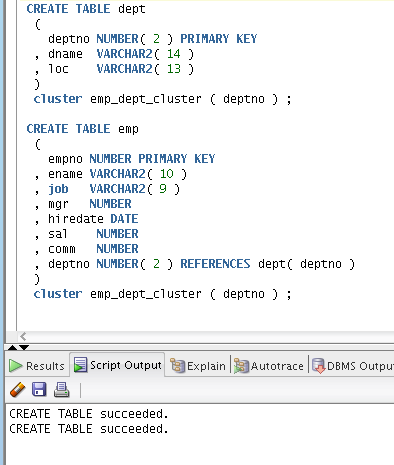 CREATE TABLE dept
(
deptno NUMBER( 2 ) PRIMARY KEY
, dname VARCHAR2( 14 )
, loc VARCHAR2( 13 )
)
cluster emp_dept_cluster ( deptno ) ;
CREATE TABLE emp
(
empno NUMBER PRIMARY KEY
, ename VARCHAR2( 10 )
, job VARCHAR2( 9 )
, mgr NUMBER
, hiredate DATE
, sal NUMBER
, comm NUMBER
, deptno NUMBER( 2 ) REFERENCES dept( deptno )
)
cluster emp_dept_cluster ( deptno ) ;
Results Script Output Explain Autotrace DBMS Output
CREATE TABLE succeeded.
CREATE TABLE succeeded.